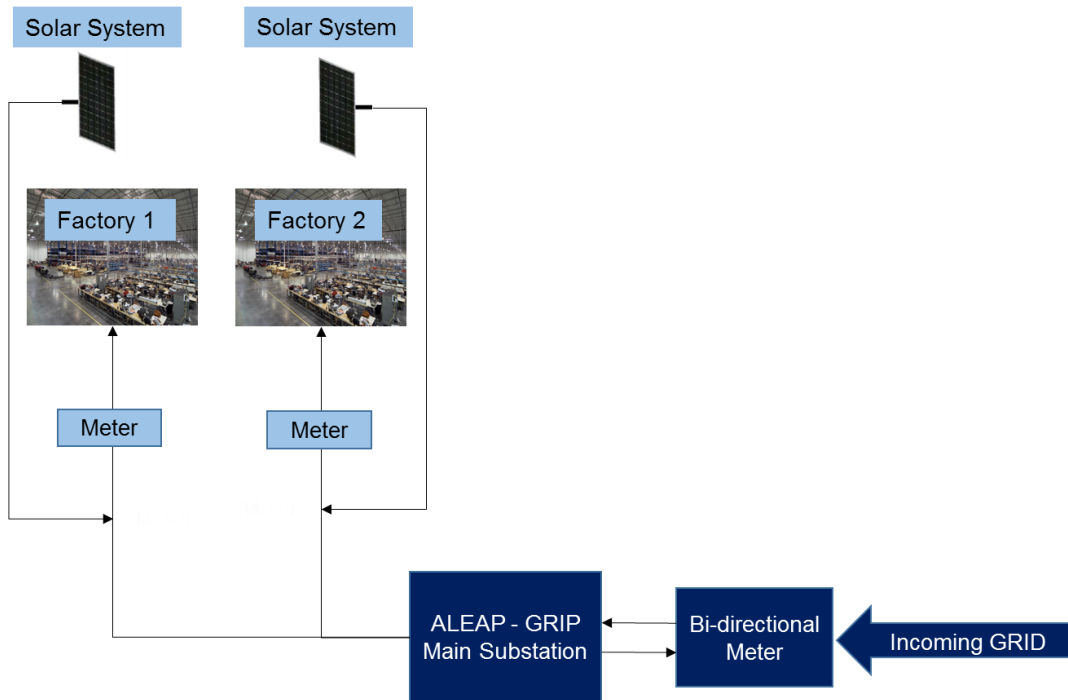 Solar System
Solar System
Factory 1
Factory 2
Meter
Meter
ALEAP - GRIP
Main Substation
Bi-directional
Meter
Incoming GRID